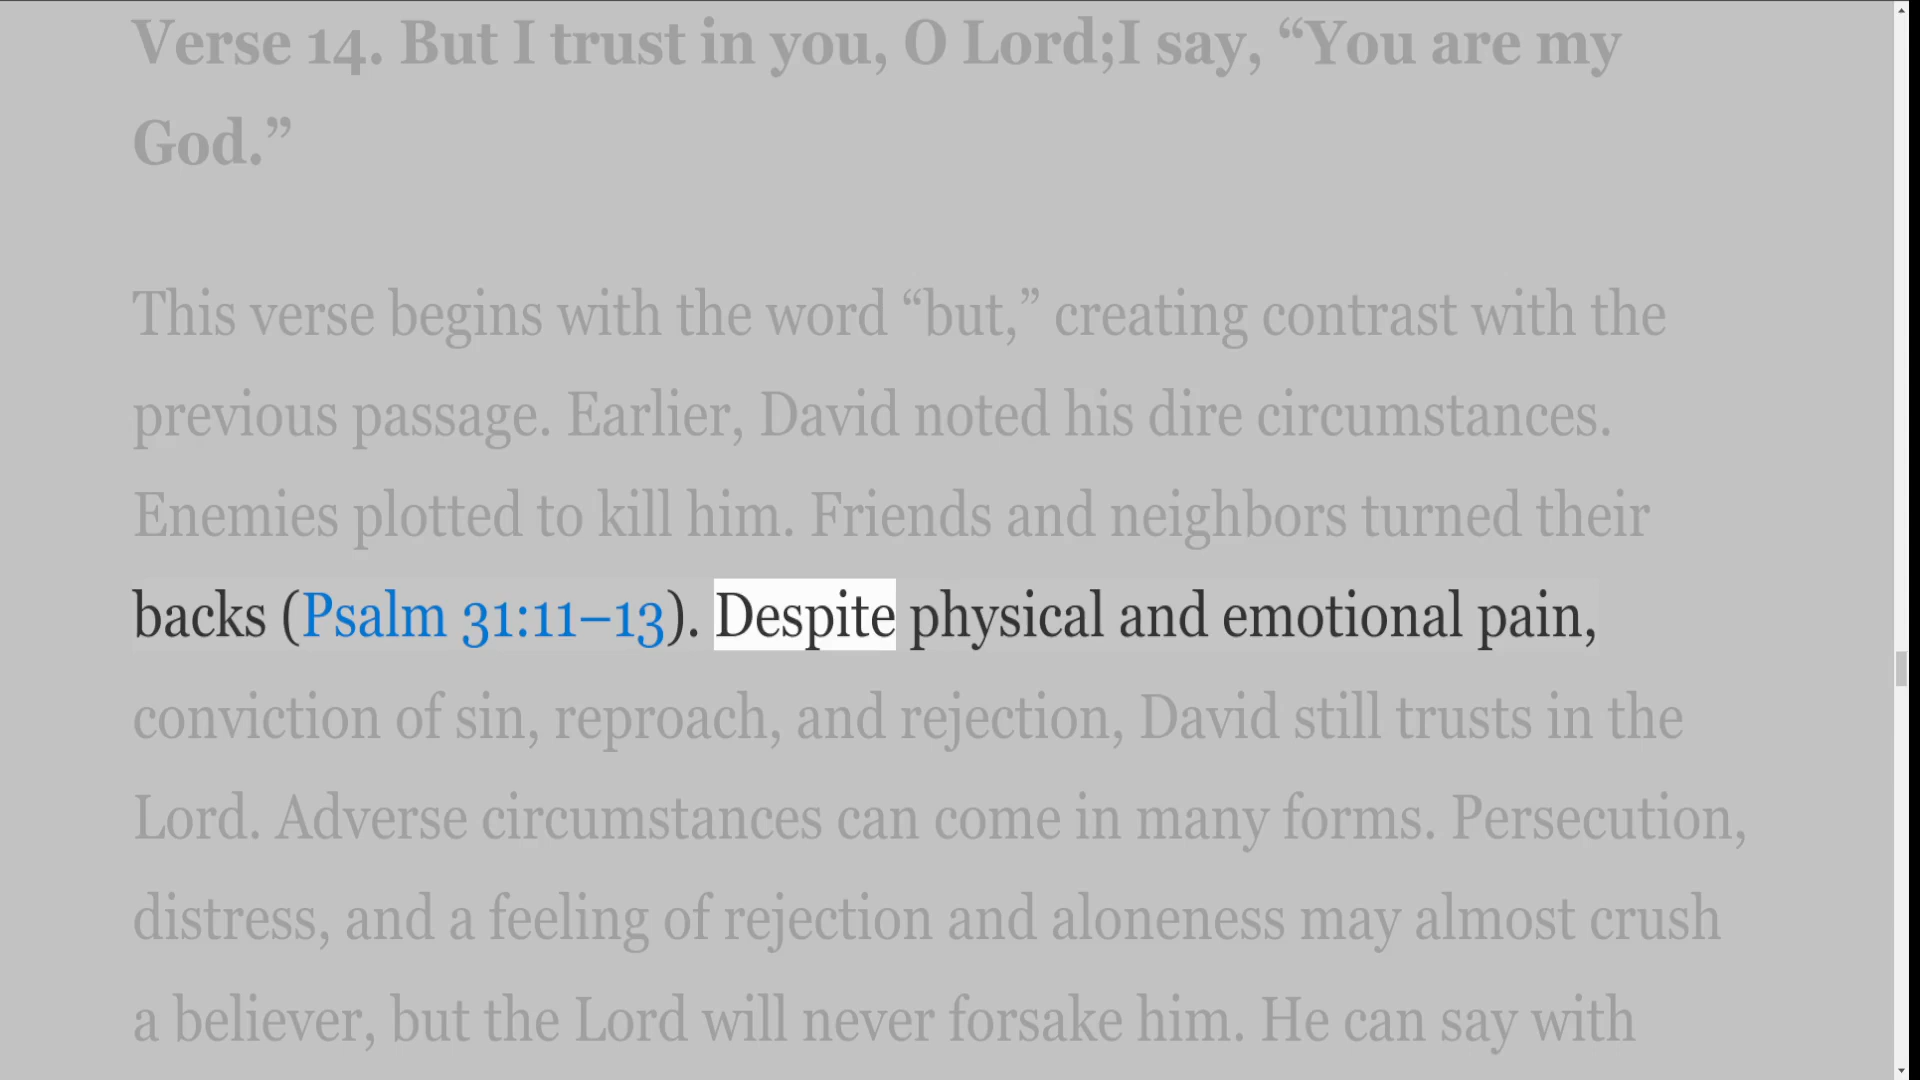 Verse 14. But I trust in you, O Lord;I say, “You are my
God.”
This verse begins with the word “but,” creating contrast with the
previous passage. Earlier, David noted his dire circumstances.
Enemies plotted to kill him. Friends and neighbors turned their
backs (Psalm 31:11–13). Despite physical and emotional pain,
conviction of sin, reproach, and rejection, David still trusts in the
Lord. Adverse circumstances can come in many forms. Persecution,
distress, and a feeling of rejection and aloneness may almost crush
a believer, but the Lord will never forsake him. He can say with